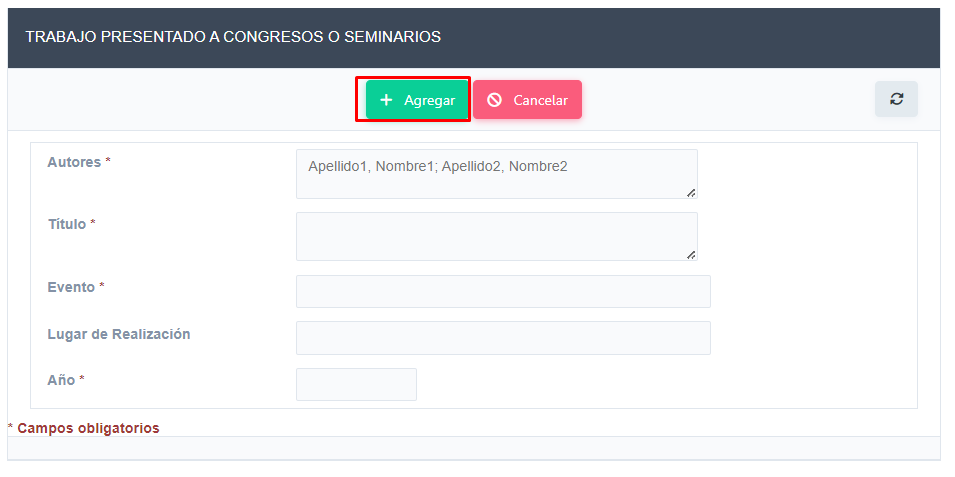 TRABAJO PRESENTADO A CONGRESOS O SEMINARIOS
Agregar Cancelar
Autores * Apellido1, Nombre1; Apellido2, Nombre2
Título *
Evento *
Lugar de Realización
Año *
* Campos obligatorios